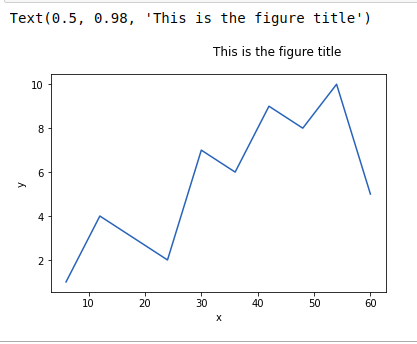 Text(0.5, 0.98, 'This is the figure title')
This is the figure title
10
8
6
4
2
y
10 20 30 40 50 60
x